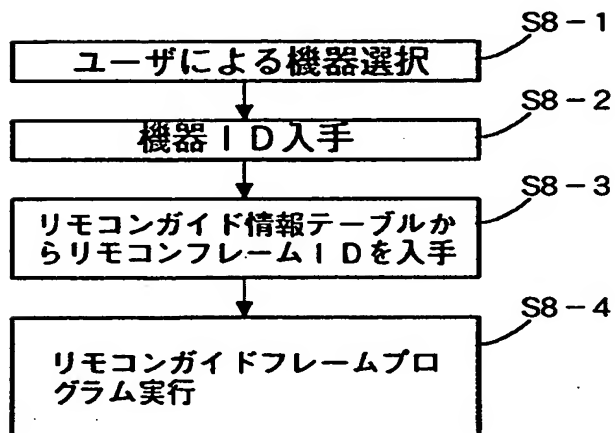 S8-1
ユーザによる機器選択
S8-2
機器ID入手
S8-3
リモコンガイド情報テーブルか
らリモコンフレームIDを入手
S8-4
リモコンガイドフレームプロ
グラム実行